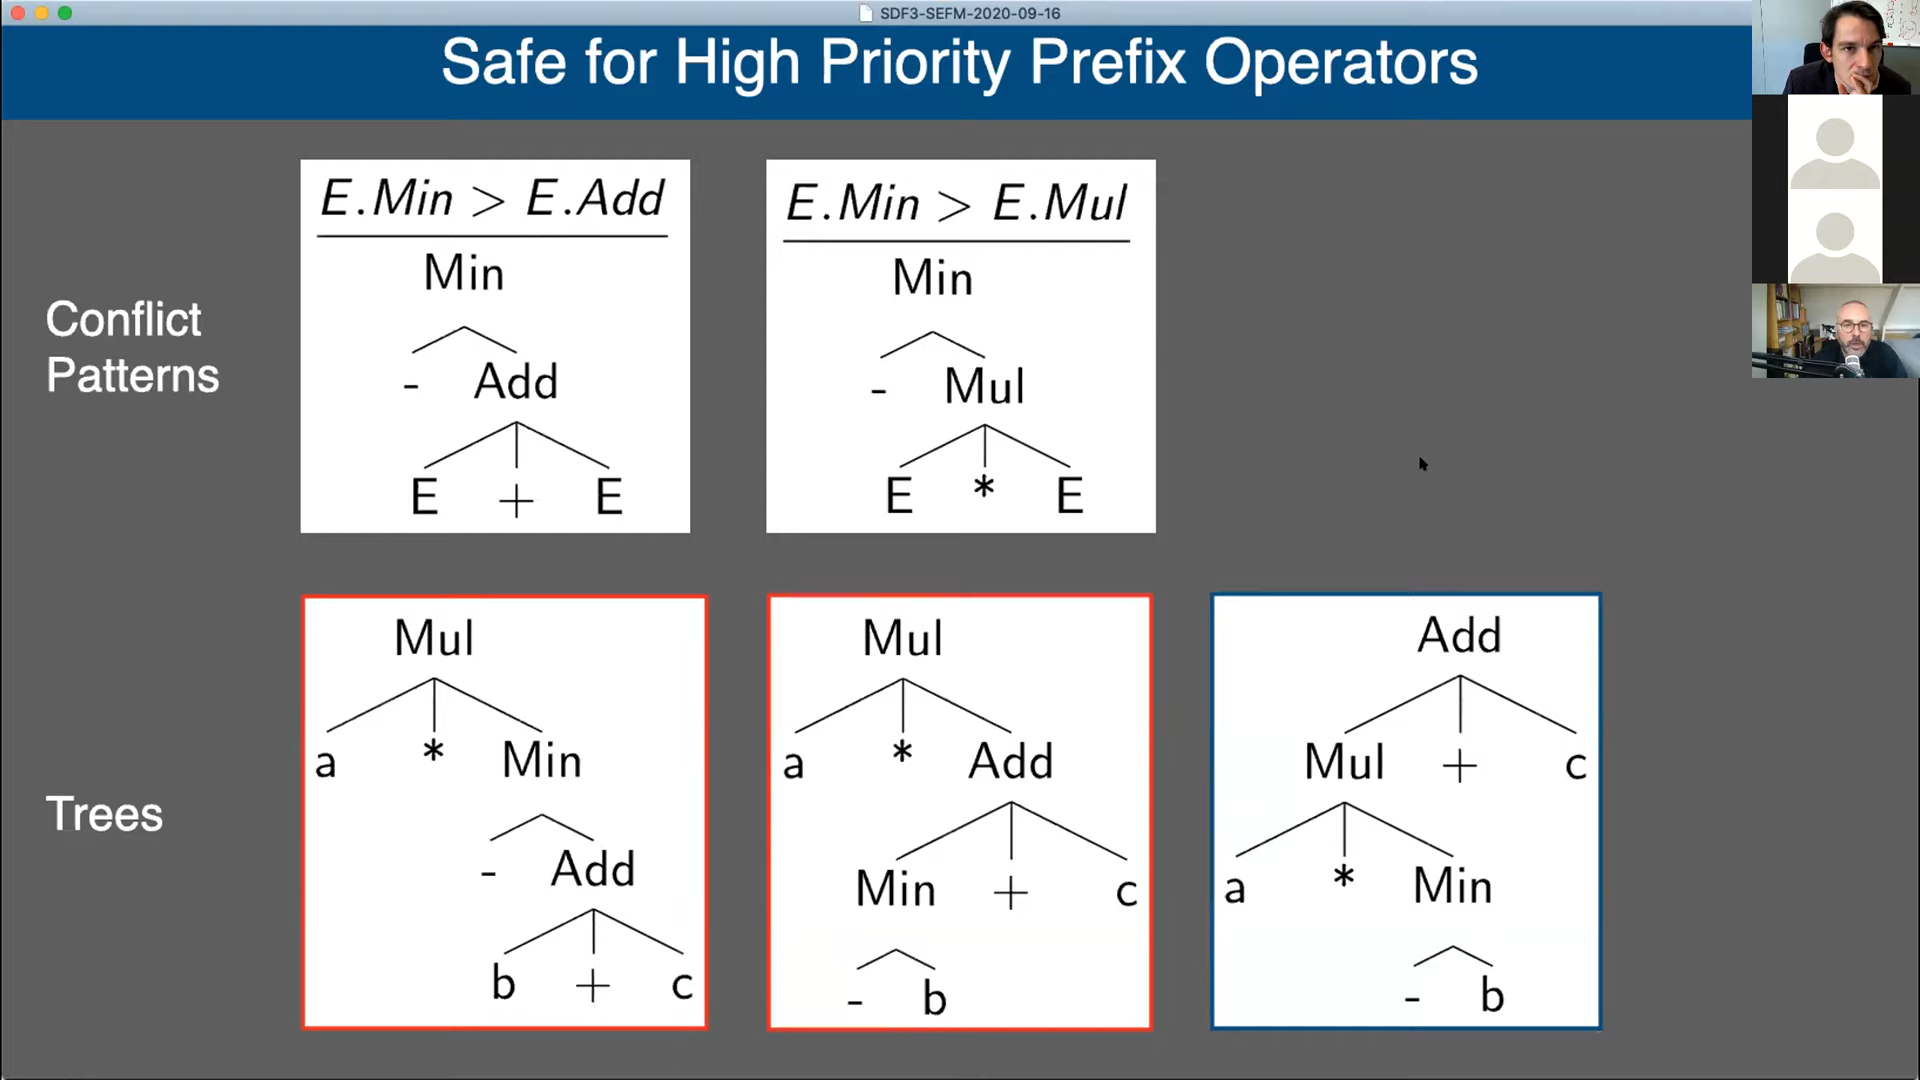 SDF3-SEFM-2020-09-16
Safe for High Priority Prefix Operators
Conflict
Patterns
E.Min > E.Add
Min
- Add
E + E
E.Min > E.Mul
Min
- Mul
E * E
Trees
Mul
a * Min
- Add
b + c
Mul
a * Add
Min + c
- b
Add
Mul + c
a * Min
- b